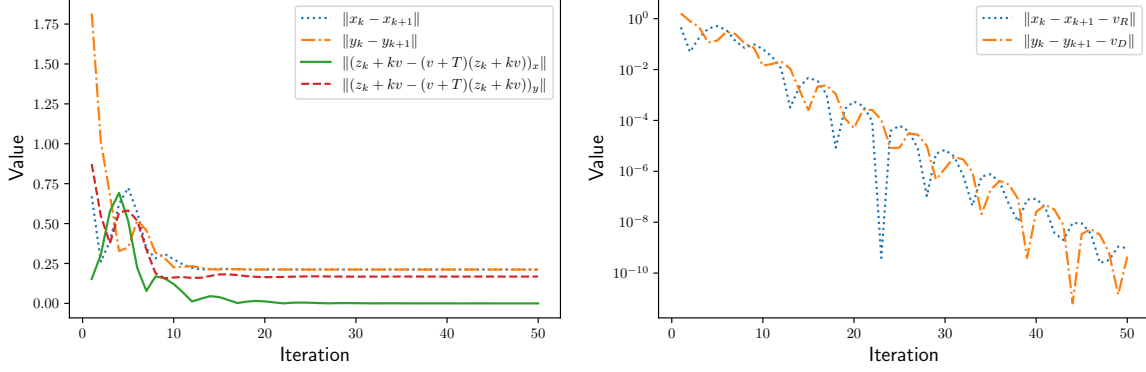 1.75
1.50
1.25
1.00
0.75
0.50
0.25
0.00
Value
0
10
20
30
40
50
Iteration
‖x_k − x_{k+1}‖
‖y_k − y_{k+1}‖
‖(z_k + kv − (v + T)(z_k + kv))_x‖
‖(z_k + kv − (v + T)(z_k + kv))_y‖
10^0
10^{−2}
10^{−4}
10^{−6}
10^{−8}
10^{−10}
Value
0
10
20
30
40
50
Iteration
‖x_k − x_{k+1} − v_R‖
‖y_k − y_{k+1} − v_D‖